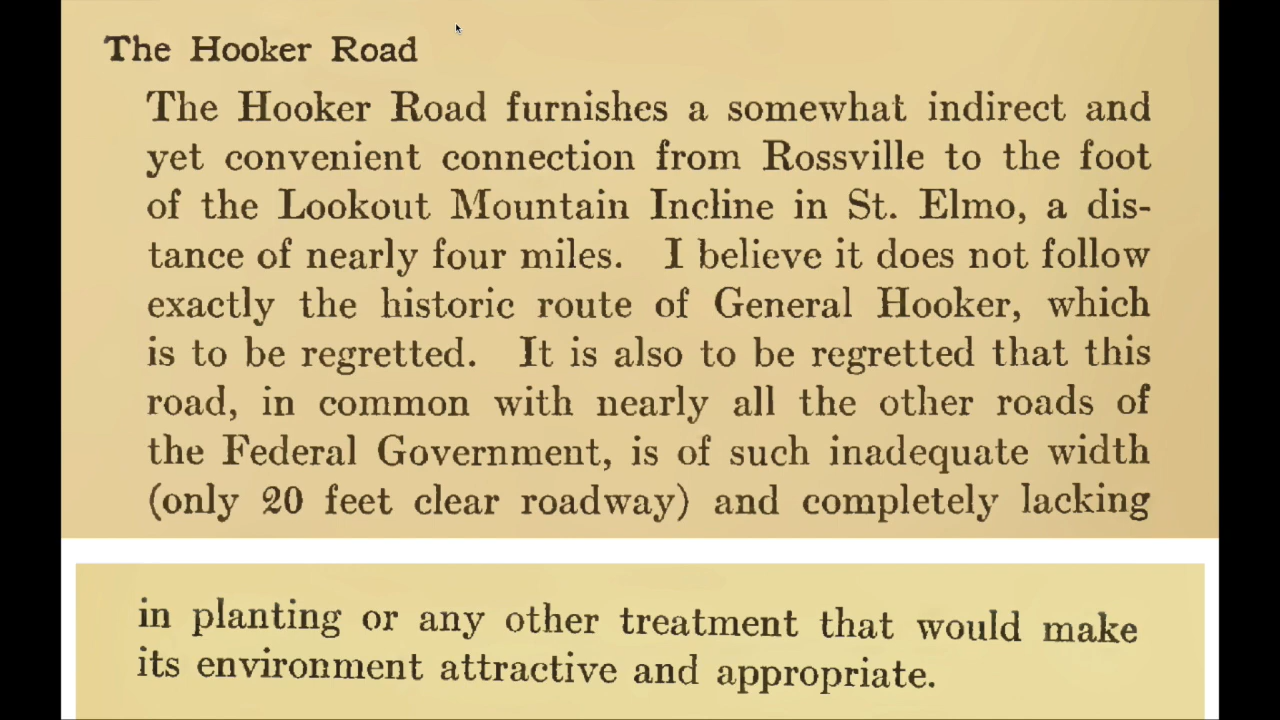 The Hooker Road
The Hooker Road furnishes a somewhat indirect and
yet convenient connection from Rossville to the foot
of the Lookout Mountain Incline in St. Elmo, a dis-
tance of nearly four miles. I believe it does not follow
exactly the historic route of General Hooker, which
is to be regretted. It is also to be regretted that this
road, in common with nearly all the other roads of
the Federal Government, is of such inadequate width
(only 20 feet clear roadway) and completely lacking
in planting or any other treatment that would make
its environment attractive and appropriate.